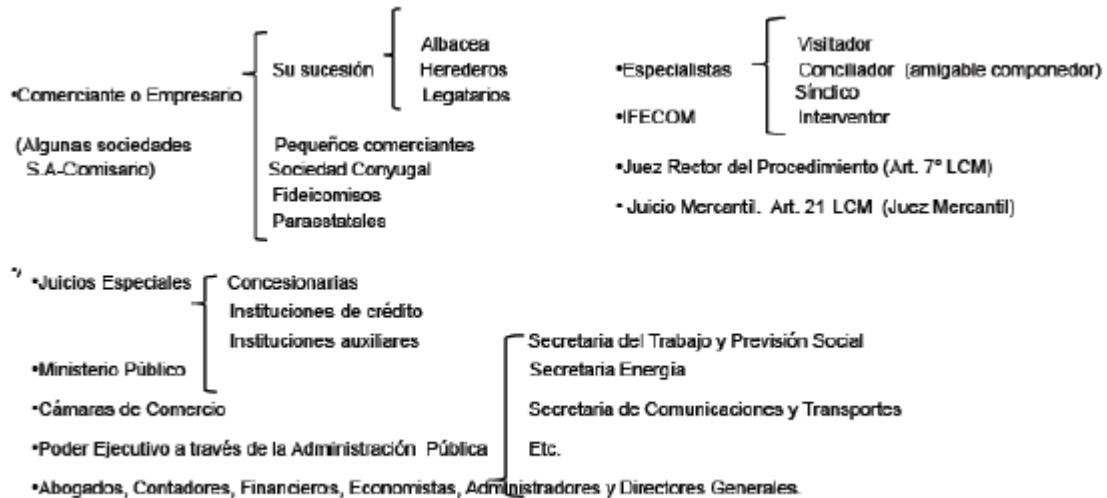 •Comerciante o Empresario
(Algunas sociedades
S.A-Comisario)
Su sucesión
Albacea
Herederos
Legatarios
Pequeños comerciantes
Sociedad Conyugal
Fideicomisos
Paraestatales
•Especialistas
Visitador
Conciliador (amigable componedor)
Síndico
Interventor
•IFECOM
•Juez Rector del Procedimiento (Art. 7º LCM)
• Juicio Mercantil. Art. 21 LCM (Juez Mercantil)
•Juicios Especiales
Concesionarias
Instituciones de crédito
Instituciones auxiliares
•Ministerio Público
•Cámaras de Comercio
•Poder Ejecutivo a través de la Administración Pública
Secretaria del Trabajo y Previsión Social
Secretaria Energía
Secretaria de Comunicaciones y Transportes
Etc.
•Abogados, Contadores, Financieros, Economistas, Administradores y Directores Generales.